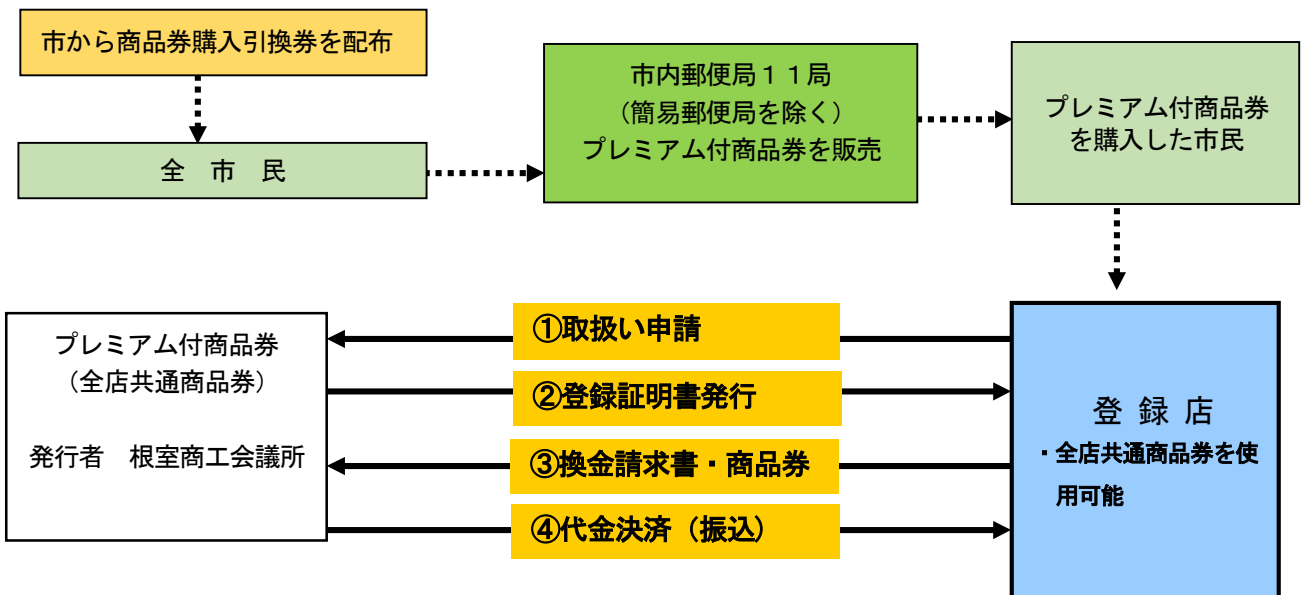 市から商品券購入引換券を配布
全　市　民
市内郵便局１１局
（簡易郵便局を除く）
プレミアム付商品券を販売
プレミアム付商品券
を購入した市民
プレミアム付商品券
（全店共通商品券）
発行者　根室商工会議所
①取扱い申請
②登録証明書発行
③換金請求書・商品券
④代金決済（振込）
登 録 店
・全店共通商品券を使
用可能